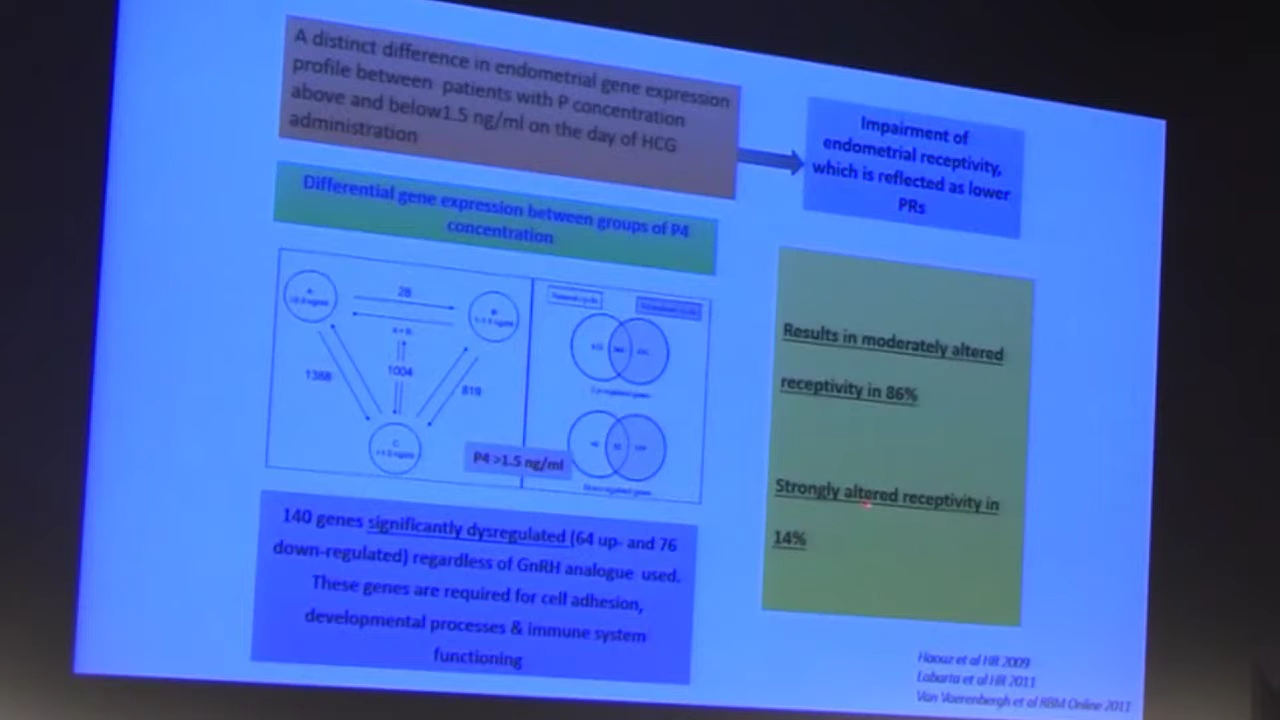 A distinct difference in endometrial gene expression
profile between patients with P concentration
above and below1.5 ng/ml on the day of HCG
administration
Impairment of
endometrial receptivity,
which is reflected as lower
PRs
Differential gene expression between groups of P4
concentration
28
1368
1004
819
P4 >1.5 ng/ml
140 genes significantly dysregulated (64 up- and 76
down-regulated) regardless of GnRH analogue used.
These genes are required for cell adhesion,
developmental processes & immune system
functioning
Results in moderately altered
receptivity in 86%
Strongly altered receptivity in
14%
Haouz et al HR 2009
Labarta et al HR 2011
Van Vaerenbergh et al RBM Online 2011